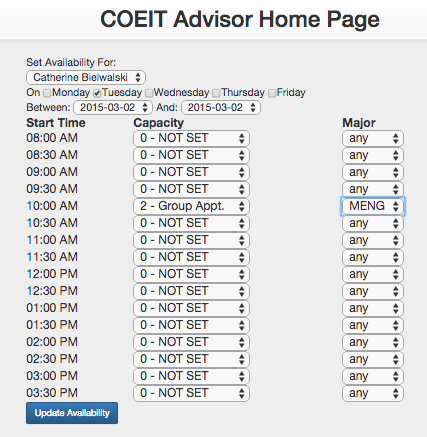 COEIT Advisor Home Page
Set Availability For:
Catherine Bielwalski
On Monday Tuesday Wednesday Thursday Friday
Between: 2015-03-02 And: 2015-03-02
Start Time Capacity Major
08:00 AM 0 - NOT SET any
08:30 AM 0 - NOT SET any
09:00 AM 0 - NOT SET any
09:30 AM 0 - NOT SET any
10:00 AM 2 - Group Appt. MENG
10:30 AM 0 - NOT SET any
11:00 AM 0 - NOT SET any
11:30 AM 0 - NOT SET any
12:00 PM 0 - NOT SET any
12:30 PM 0 - NOT SET any
01:00 PM 0 - NOT SET any
01:30 PM 0 - NOT SET any
02:00 PM 0 - NOT SET any
02:30 PM 0 - NOT SET any
03:00 PM 0 - NOT SET any
03:30 PM 0 - NOT SET any
Update Availability